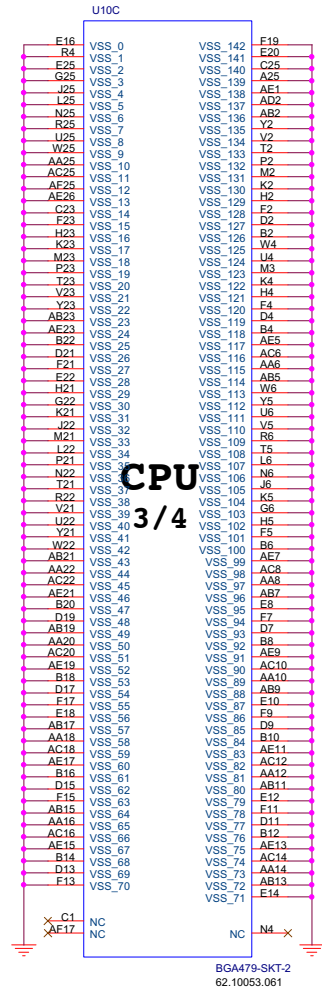 U10C
E16 VSS_0 VSS_142 F19
R4 VSS_1 VSS_141 E20
E25 VSS_2 VSS_140 C25
G25 VSS_3 VSS_139 A25
J25 VSS_4 VSS_138 AE1
L25 VSS_5 VSS_137 AD2
N25 VSS_6 VSS_136 AB2
R25 VSS_7 VSS_135 Y2
U25 VSS_8 VSS_134 V2
W25 VSS_9 VSS_133 T2
AA25 VSS_10 VSS_132 P2
AC25 VSS_11 VSS_131 M2
AF25 VSS_12 VSS_130 K2
AE26 VSS_13 VSS_129 H2
C23 VSS_14 VSS_128 F2
F23 VSS_15 VSS_127 D2
H23 VSS_16 VSS_126 B2
K23 VSS_17 VSS_125 W4
M23 VSS_18 VSS_124 U4
P23 VSS_19 VSS_123 M3
T23 VSS_20 VSS_122 K4
V23 VSS_21 VSS_121 H4
Y23 VSS_22 VSS_120 F4
AB23 VSS_23 VSS_119 D4
AE23 VSS_24 VSS_118 B4
B22 VSS_25 VSS_117 AE5
D21 VSS_26 VSS_116 AC6
F21 VSS_27 VSS_115 AA6
E22 VSS_28 VSS_114 AB5
H21 VSS_29 VSS_113 W6
G22 VSS_30 VSS_112 Y5
K21 VSS_31 VSS_111 U6
J22 VSS_32 VSS_110 V5
M21 VSS_33 VSS_109 R6
L22 VSS_34 VSS_108 T5
P21 VSS_35 VSS_107 L6
N22 VSS_36 VSS_106 N6
T21 VSS_37 VSS_105 J6
R22 VSS_38 VSS_104 K5
V21 VSS_39 VSS_103 G6
U22 VSS_40 VSS_102 H5
Y21 VSS_41 VSS_101 F5
W22 VSS_42 VSS_100 B6
AB21 VSS_43 VSS_99 AE7
AA22 VSS_44 VSS_98 AC8
AC22 VSS_45 VSS_97 AA8
AE21 VSS_46 VSS_96 AB7
B20 VSS_47 VSS_95 E8
D19 VSS_48 VSS_94 F7
AB19 VSS_49 VSS_93 D7
AA20 VSS_50 VSS_92 B8
AC20 VSS_51 VSS_91 AE9
AE19 VSS_52 VSS_90 AC10
B18 VSS_53 VSS_89 AA10
D17 VSS_54 VSS_88 AB9
F17 VSS_55 VSS_87 E10
E18 VSS_56 VSS_86 F9
AB17 VSS_57 VSS_85 D9
AA18 VSS_58 VSS_84 B10
AC18 VSS_59 VSS_83 AE11
AE17 VSS_60 VSS_82 AC12
B16 VSS_61 VSS_81 AA12
D15 VSS_62 VSS_80 AB11
F15 VSS_63 VSS_79 E12
AB15 VSS_64 VSS_78 F11
AA16 VSS_65 VSS_77 D11
AC16 VSS_66 VSS_76 B12
AE15 VSS_67 VSS_75 AE13
B14 VSS_68 VSS_74 AC14
D13 VSS_69 VSS_73 AA14
F13 VSS_70 VSS_72 AB13
VSS_71 E14
CPU
3/4
C1 NC
AF17 NC NC N4
BGA479-SKT-2
62.10053.061